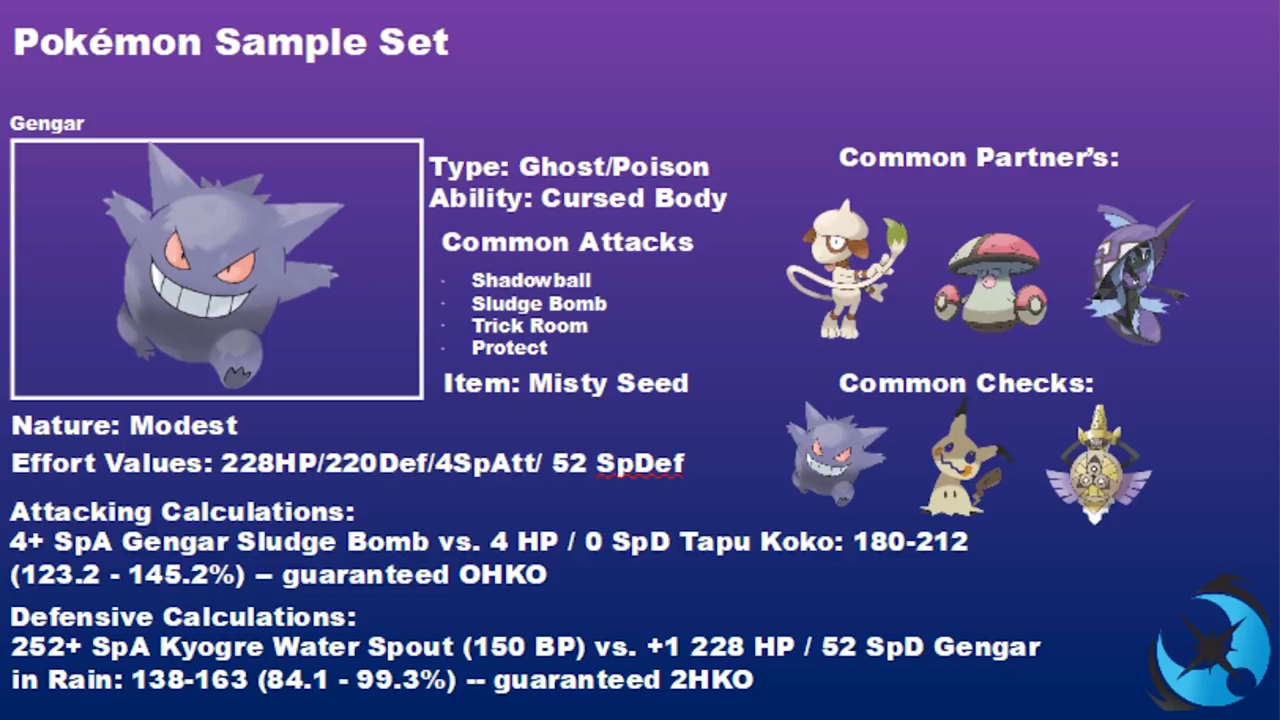 Pokémon Sample Set
Gengar
Type: Ghost/Poison
Ability: Cursed Body
Common Attacks
· Shadowball
· Sludge Bomb
· Trick Room
· Protect
Item: Misty Seed
Common Partner’s:
Common Checks:
Nature: Modest
Effort Values: 228HP/220Def/4SpAtt/ 52 SpDef
Attacking Calculations:
4+ SpA Gengar Sludge Bomb vs. 4 HP / 0 SpD Tapu Koko: 180-212
(123.2 - 145.2%) – guaranteed OHKO
Defensive Calculations:
252+ SpA Kyogre Water Spout (150 BP) vs. +1 228 HP / 52 SpD Gengar
in Rain: 138-163 (84.1 - 99.3%) -- guaranteed 2HKO